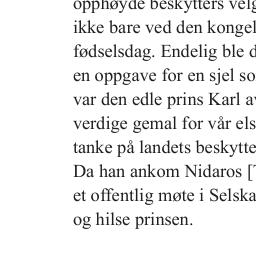 opphøyde beskytters velg
ikke bare ved den kongel
fødselsdag. Endelig ble d
en oppgave for en sjel so
var den edle prins Karl a
verdige gemal for vår els
tanke på landets beskytte
Da han ankom Nidaros [
et offentlig møte i Selska
og hilse prinsen.